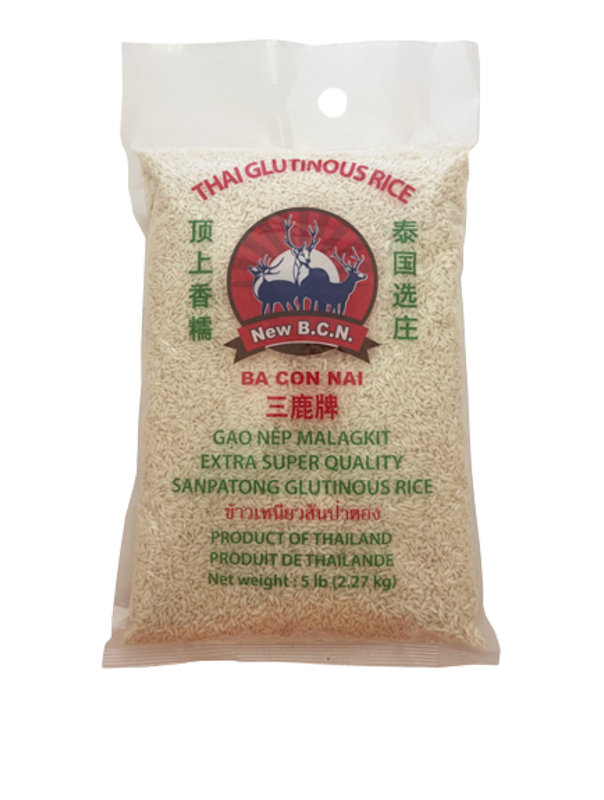 THAI GLUTINOUS RICE
顶上香糯
泰国选庄
New B.C.N.
BA CON NAI
三鹿牌
GẠO NẾP MALAGKIT
EXTRA SUPER QUALITY
SANPATONG GLUTINOUS RICE
ข้าวเหนียวสันป่าตอง
PRODUCT OF THAILAND
PRODUIT DE THAILANDE
Net weight : 5 lb (2.27 kg)